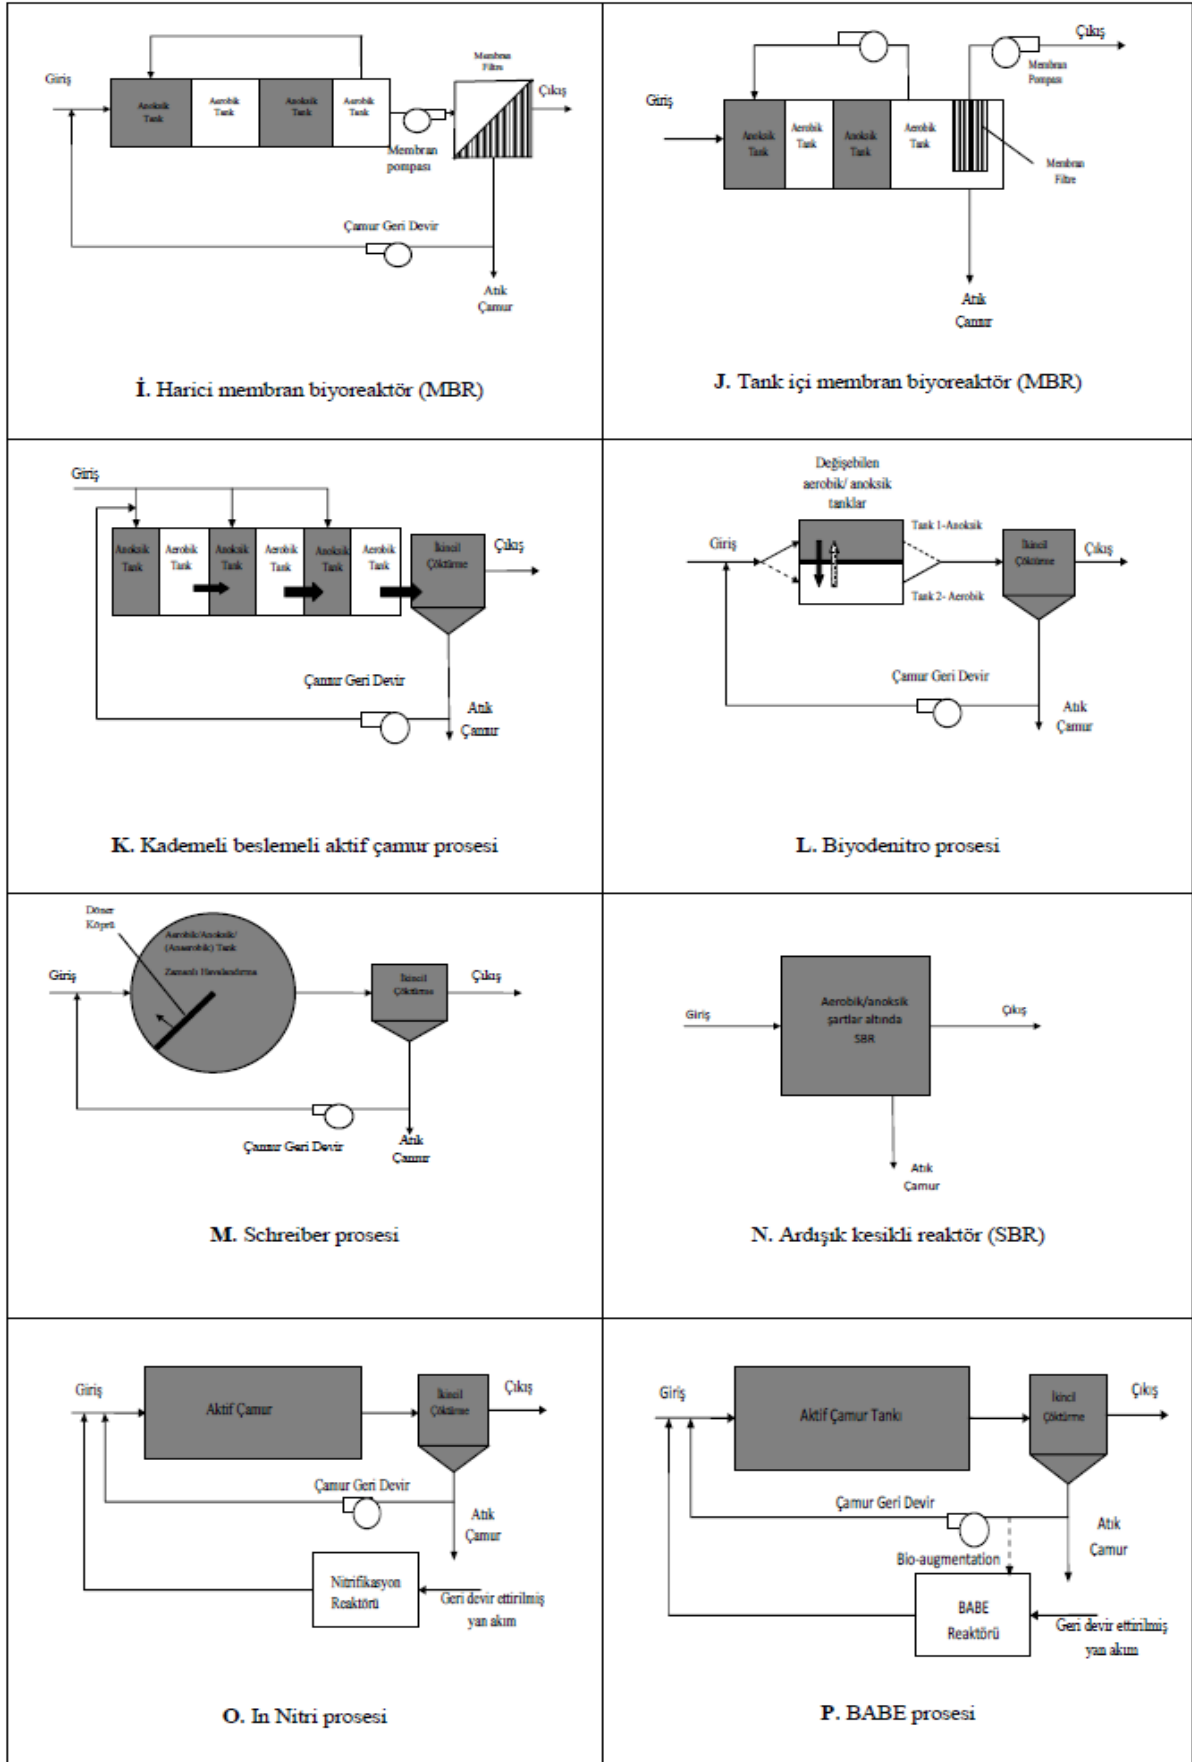 Giriş
Anoksik
Tank
Aerobik
Tank
Anoksik
Tank
Aerobik
Tank
Membran
Filtre
Çıkış
Membran
pompası
Çamur Geri Devir
Atık
Çamur
İ. Harici membran biyoreaktör (MBR)
Giriş
Anoksik
Tank
Aerobik
Tank
Anoksik
Tank
Aerobik
Tank
Membran
Pompası
Çıkış
Membran
Filtre
Atık
Çamur
J. Tank içi membran biyoreaktör (MBR)
Giriş
Anoksik
Tank
Aerobik
Tank
Anoksik
Tank
Aerobik
Tank
Anoksik
Tank
Aerobik
Tank
İkincil
Çöktürme
Çıkış
Çamur Geri Devir
Atık
Çamur
K. Kademeli beslemeli aktif çamur prosesi
Değişebilen
aerobik/ anoksik
tanklar
Giriş
Tank 1-Anoksik
Tank 2- Aerobik
İkincil
Çöktürme
Çıkış
Çamur Geri Devir
Atık
Çamur
L. Biyodenitro prosesi
Döner
Köprü
Aerobik/Anoksik/
(Anaerobik) Tank
Zamanlı Havalandırma
Giriş
İkincil
Çöktürme
Çıkış
Çamur Geri Devir
Atık
Çamur
M. Schreiber prosesi
Giriş
Aerobik/anoksik
şartlar altında
SBR
Çıkış
Atık
Çamur
N. Ardışık kesikli reaktör (SBR)
Giriş
Aktif Çamur
İkincil
Çöktürme
Çıkış
Çamur Geri Devir
Atık
Çamur
Nitrifikasyon
Reaktörü
Geri devir ettirilmiş
yan akım
O. In Nitri prosesi
Giriş
Aktif Çamur Tankı
İkincil
Çöktürme
Çıkış
Çamur Geri Devir
Atık
Çamur
Bio-augmentation
BABE
Reaktörü
Geri devir ettirilmiş
yan akım
P. BABE prosesi